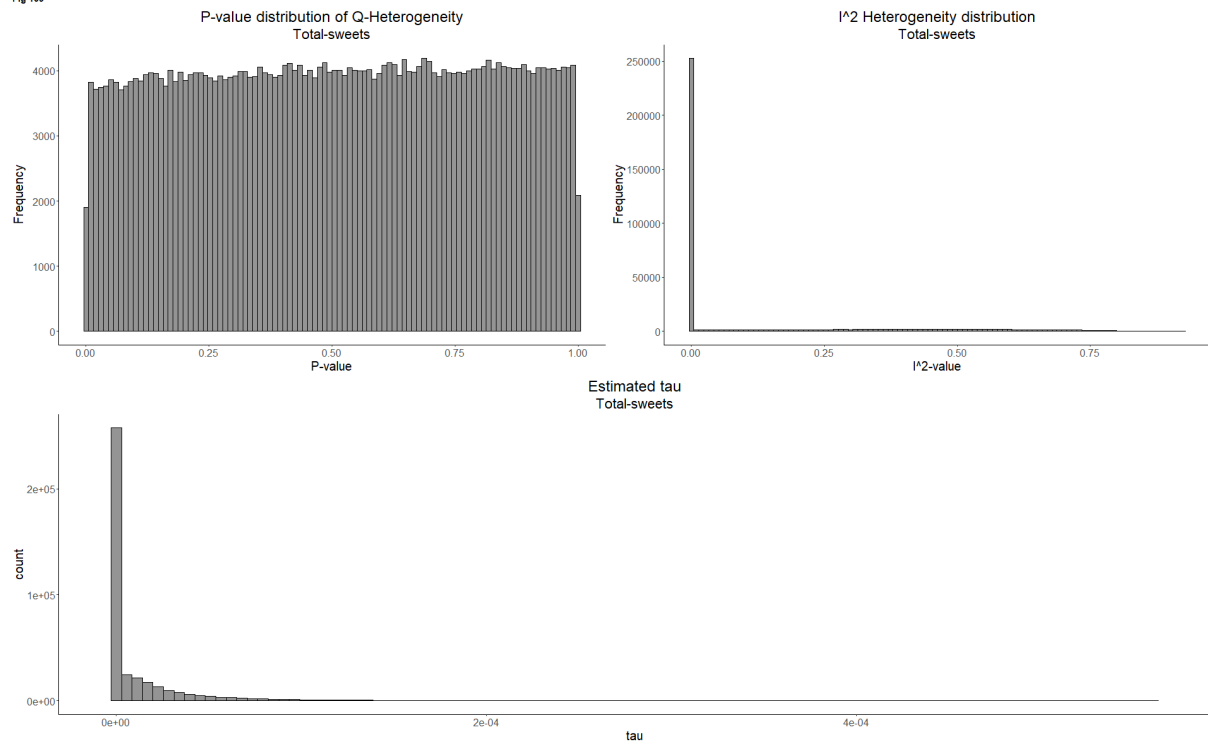 P-value distribution of Q-Heterogeneity
Total-sweets
Frequency
4000
3000
2000
1000
0
0.00
0.25
0.50
0.75
1.00
P-value
I^2 Heterogeneity distribution
Total-sweets
Frequency
250000
200000
150000
100000
50000
0
0.00
0.25
0.50
0.75
I^2-value
Estimated tau
Total-sweets
count
2e+05
1e+05
0e+00
0e+00
2e-04
4e-04
tau